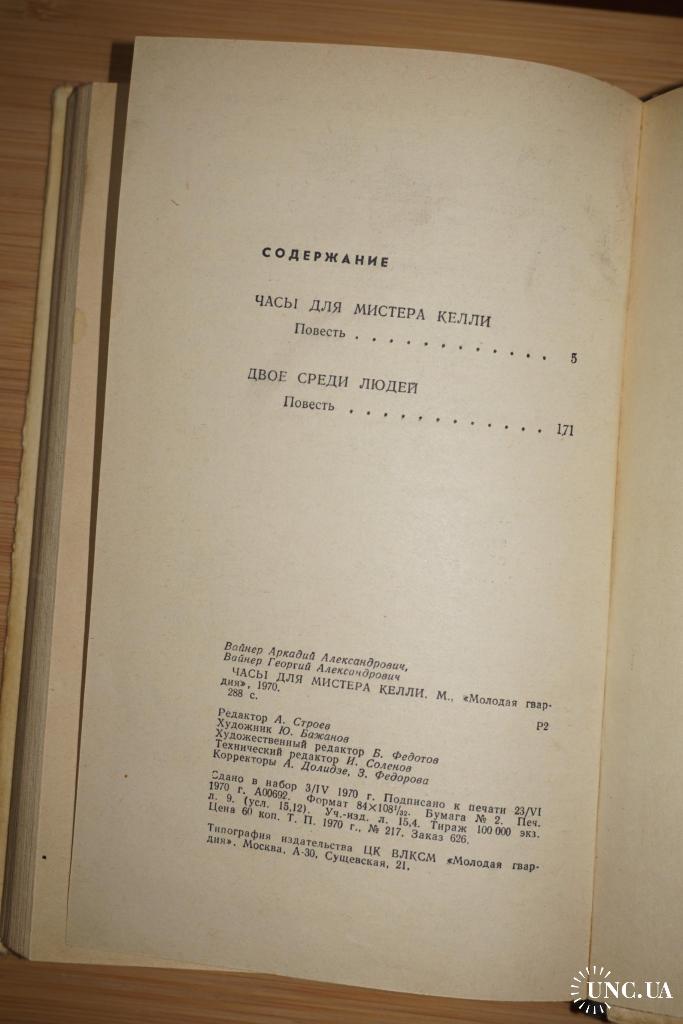 СОДЕРЖАНИЕ
ЧАСЫ ДЛЯ МИСТЕРА КЕЛЛИ
Повесть . . . . . . . . . . . . 5
ДВОЕ СРЕДИ ЛЮДЕЙ
Повесть . . . . . . . . . . . . 171
Вайнер Аркадий Александрович,
Вайнер Георгий Александрович
ЧАСЫ ДЛЯ МИСТЕРА КЕЛЛИ. М., «Молодая гвар-
дия», 1970.
288 с. Р2
Редактор А. Строев
Художник Ю. Бажанов
Художественный редактор Б. Федотов
Технический редактор И. Соленов
Корректоры А. Долидзе, З. Федорова
Сдано в набор 3/IV 1970 г. Подписано к печати 23/VI
1970 г. А00692. Формат 84×108¹/₃₂. Бумага № 2. Печ.
л. 9. (усл. 15,12). Уч.-изд. л. 15,4. Тираж 100 000 экз.
Цена 60 коп. Т. П. 1970 г., № 217. Заказ 626.
Типография издательства ЦК ВЛКСМ «Молодая гвар-
дия». Москва, А-30, Сущевская, 21.
UNC.UA